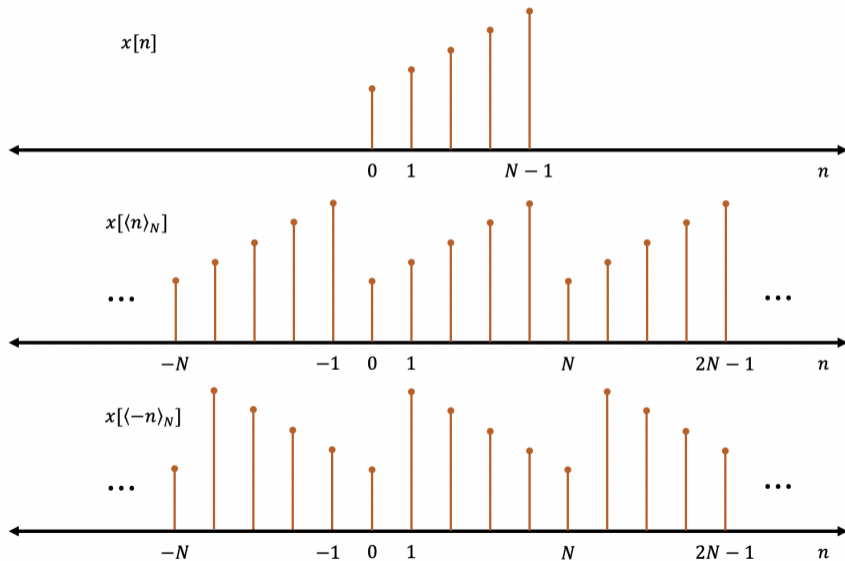 x[n]
0 1 N − 1 n
x[⟨n⟩_N]
... ...
−N −1 0 1 N 2N − 1 n
x[⟨−n⟩_N]
... ...
−N −1 0 1 N 2N − 1 n